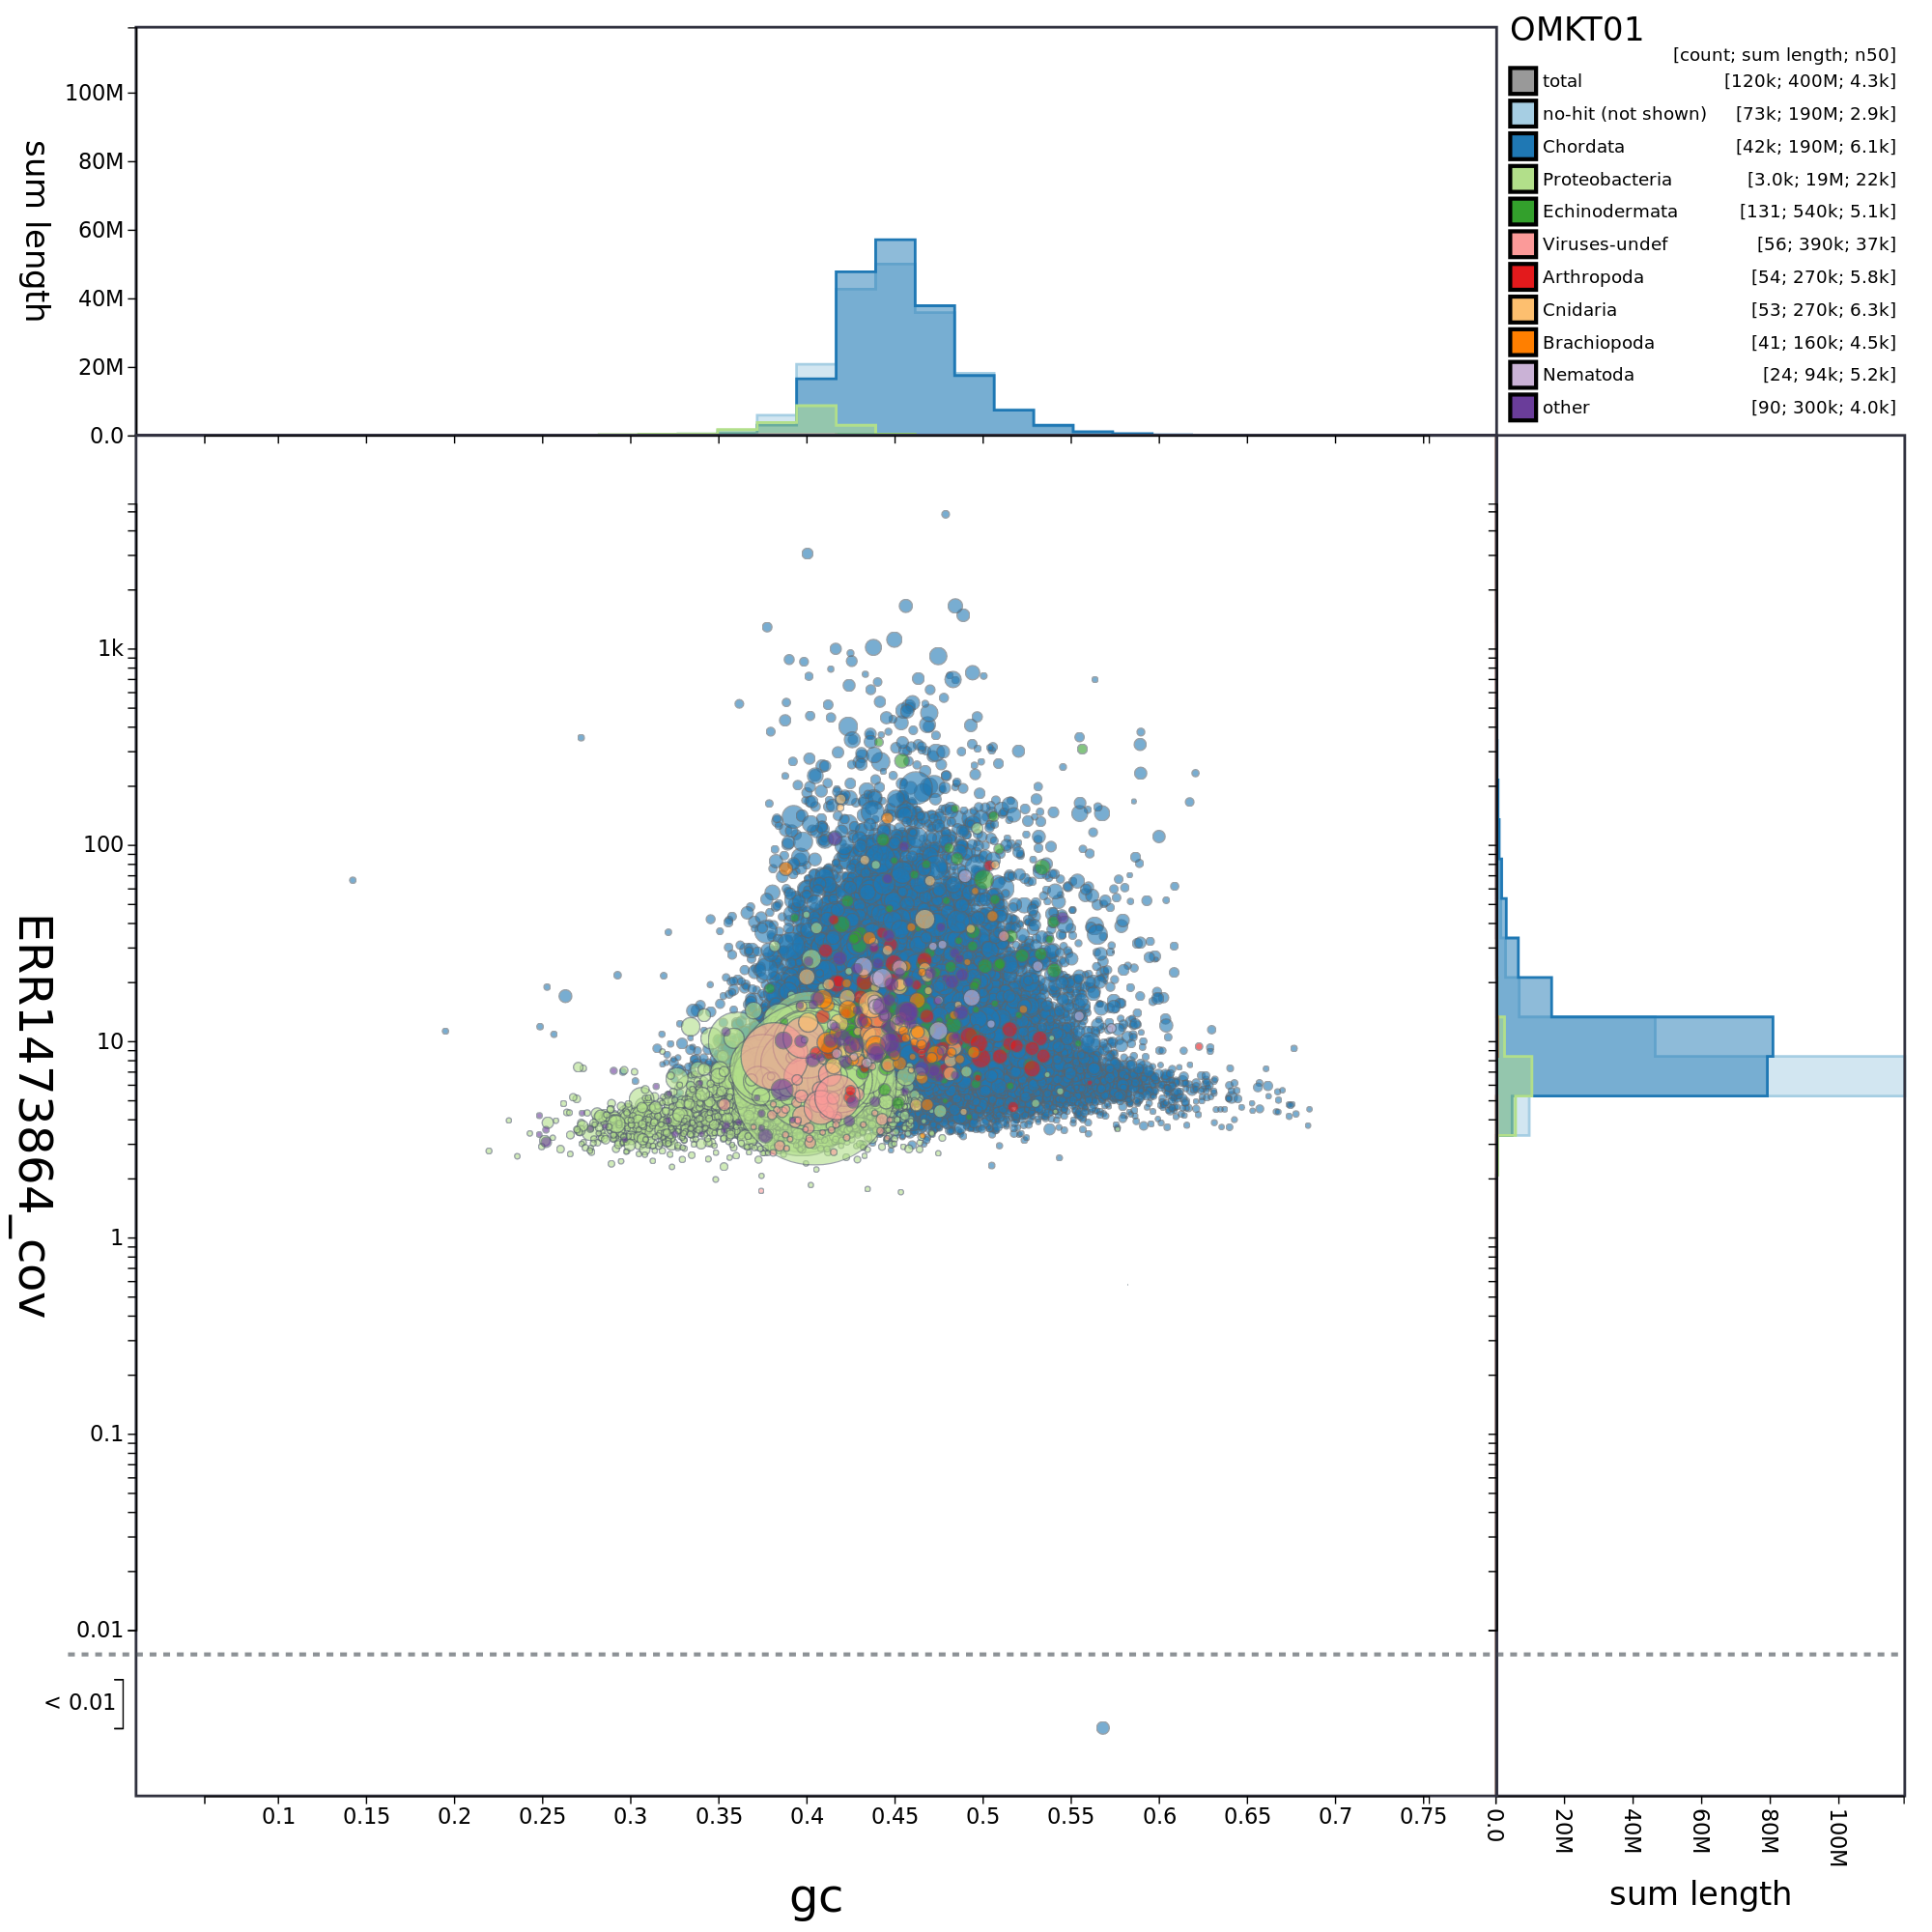 OMKT01
[count; sum length; n50]
total [120k; 400M; 4.3k]
no-hit (not shown) [73k; 190M; 2.9k]
Chordata [42k; 190M; 6.1k]
Proteobacteria [3.0k; 19M; 22k]
Echinodermata [131; 540k; 5.1k]
Viruses-undef [56; 390k; 37k]
Arthropoda [54; 270k; 5.8k]
Cnidaria [53; 270k; 6.3k]
Brachiopoda [41; 160k; 4.5k]
Nematoda [24; 94k; 5.2k]
other [90; 300k; 4.0k]
sum length
100M
80M
60M
40M
20M
0.0
ERR1473864_cov
1k
100
10
1
0.1
0.01
< 0.01
0.1 0.15 0.2 0.25 0.3 0.35 0.4 0.45 0.5 0.55 0.6 0.65 0.7 0.75
gc
0.0 20M 40M 60M 80M 100M
sum length